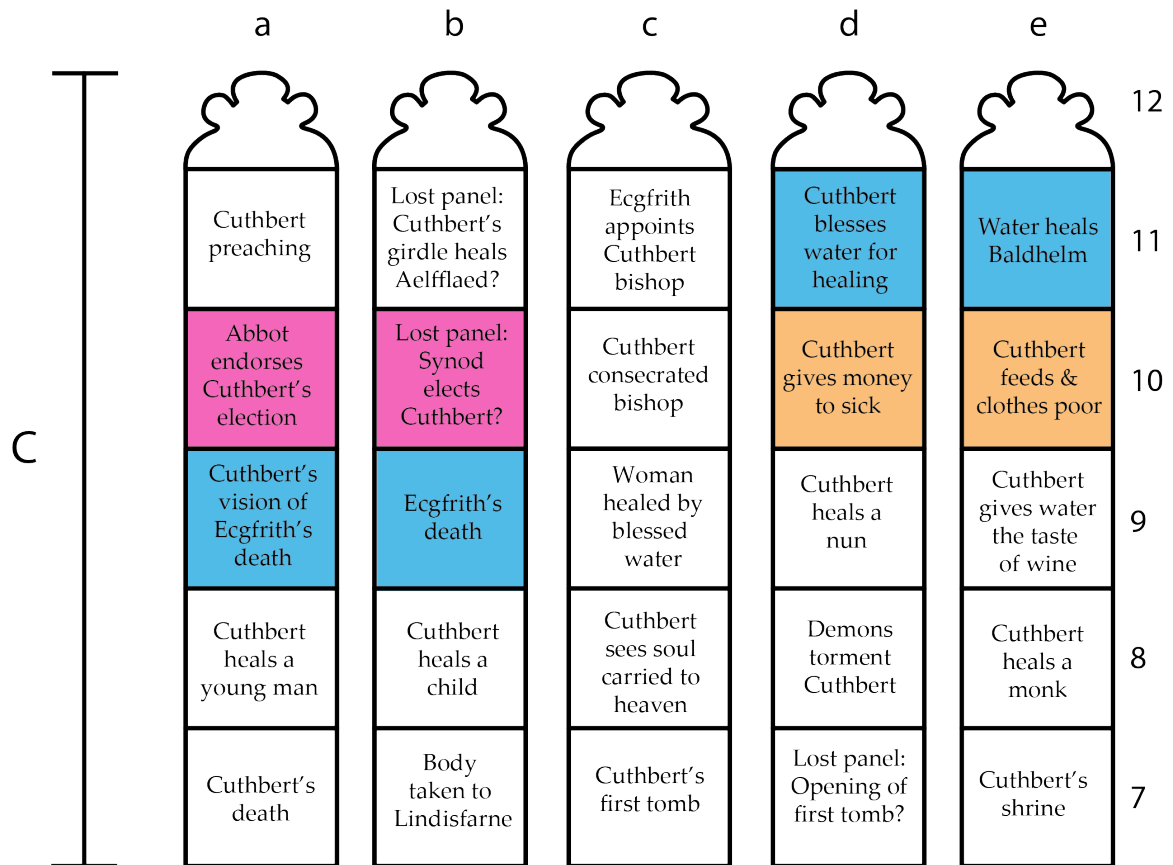 a b c d e
12
Cuthbert
preaching
Lost panel:
Cuthbert’s
girdle heals
Aelfflaed?
Ecgfrith
appoints
Cuthbert
bishop
Cuthbert
blesses
water for
healing
Water heals
Baldhelm
11
Abbot
endorses
Cuthbert’s
election
Lost panel:
Synod
elects
Cuthbert?
Cuthbert
consecrated
bishop
Cuthbert
gives money
to sick
Cuthbert
feeds &
clothes poor
10
C
Cuthbert’s
vision of
Ecgfrith’s
death
Ecgfrith’s
death
Woman
healed by
blessed
water
Cuthbert
heals a
nun
Cuthbert
gives water
the taste
of wine
9
Cuthbert
heals a
young man
Cuthbert
heals a
child
Cuthbert
sees soul
carried to
heaven
Demons
torment
Cuthbert
Cuthbert
heals a
monk
8
Cuthbert’s
death
Body
taken to
Lindisfarne
Cuthbert’s
first tomb
Lost panel:
Opening of
first tomb?
Cuthbert’s
shrine
7